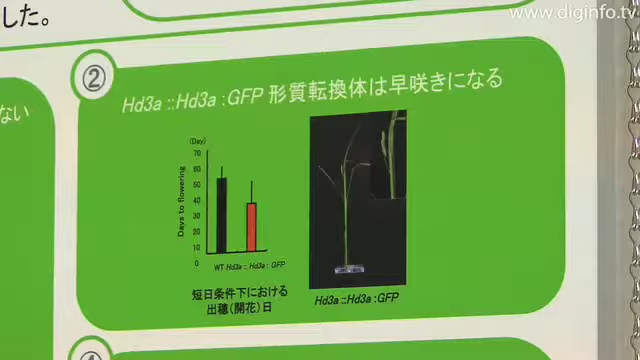 www.diginfo.tv
した。
ない
②
Hd3a::Hd3a:GFP 形質転換体は早咲きになる
(Day)
70
60
50
40
30
20
10
0
Days to flowering
WT Hd3a::Hd3a:GFP
短日条件下における
出穂(開花)日
Hd3a::Hd3a:GFP